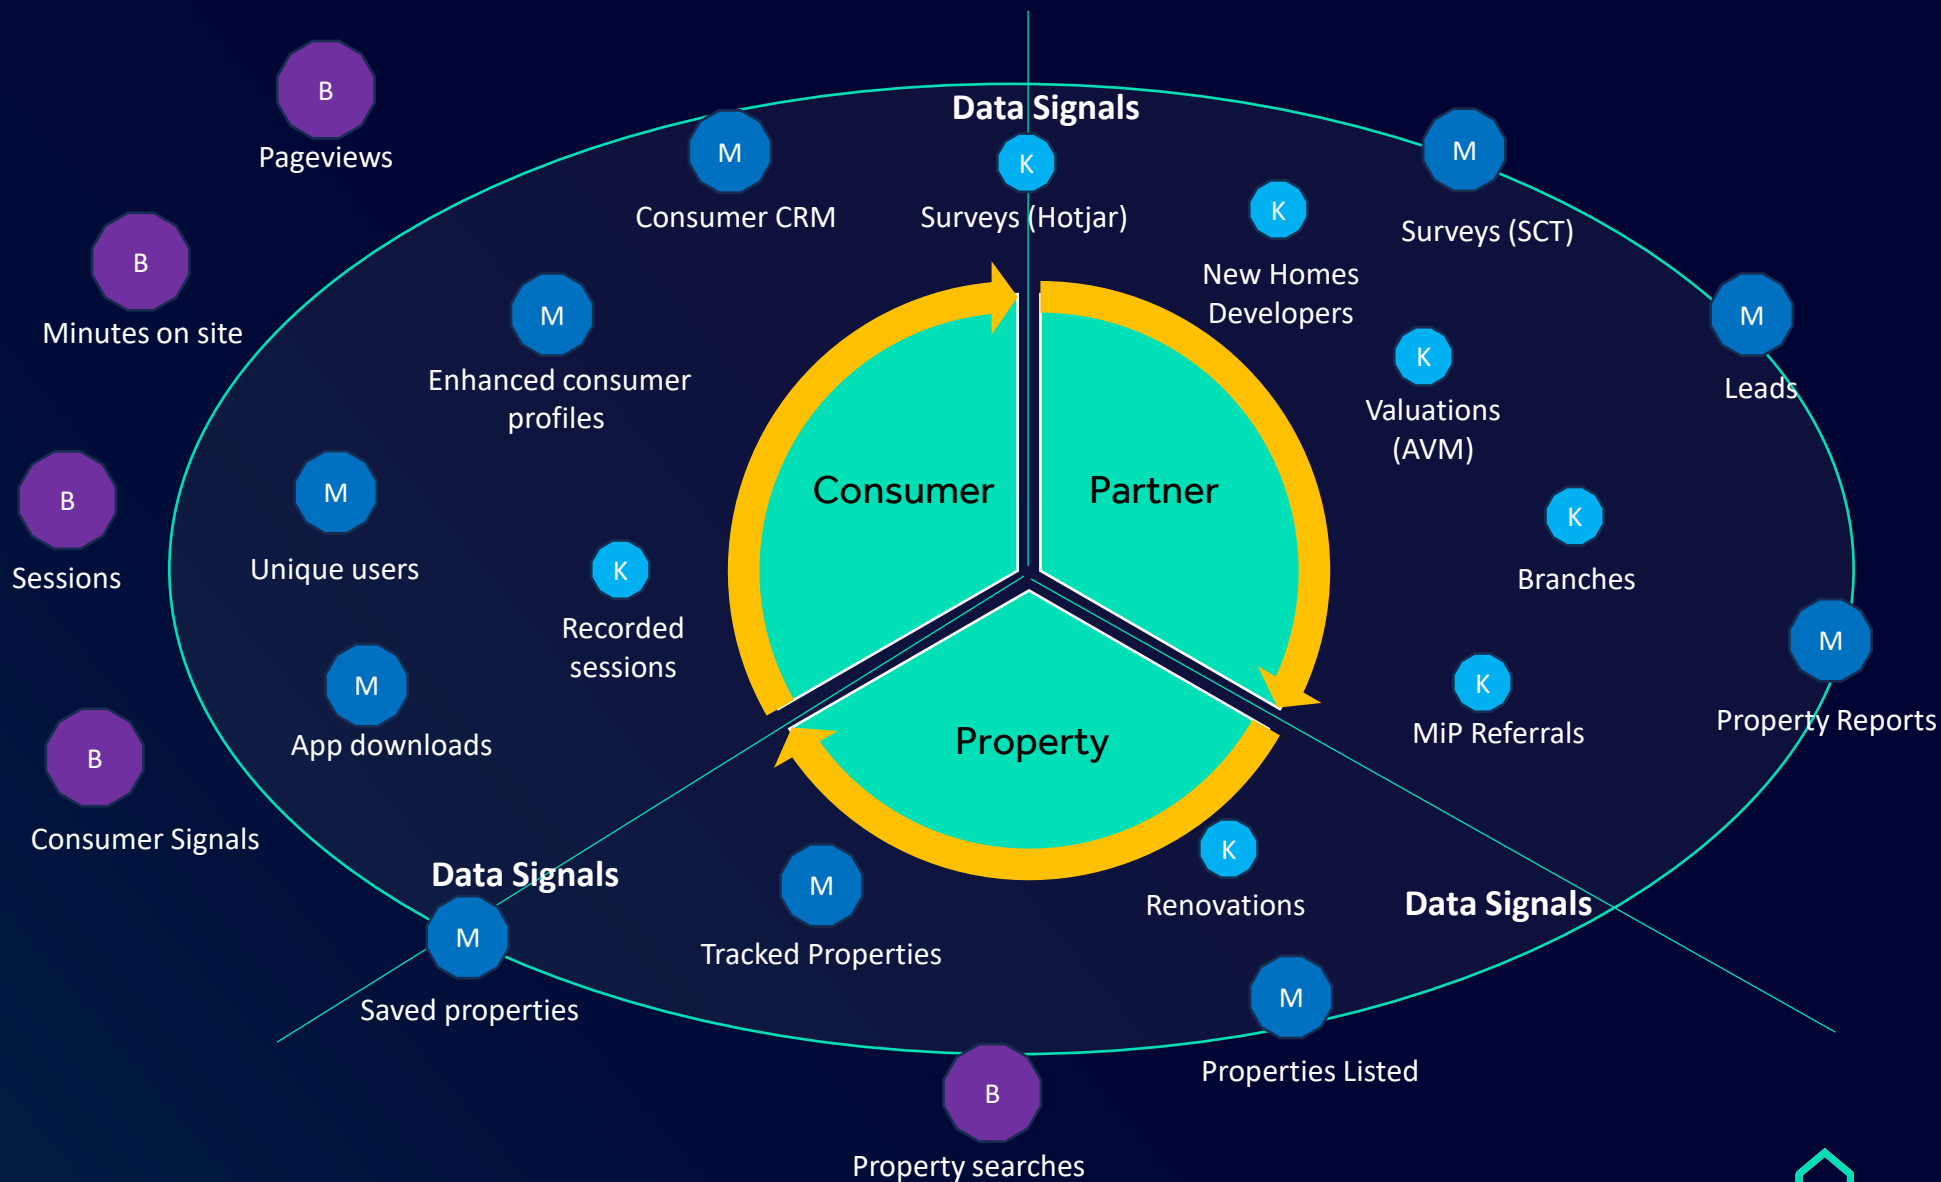 B
Pageviews
B
Minutes on site
B
Sessions
B
Consumer Signals
M
Consumer CRM
M
Enhanced consumer
profiles
M
Unique users
K
Recorded
sessions
M
App downloads
Data Signals
K
Surveys (Hotjar)
K
New Homes
Developers
M
Surveys (SCT)
K
Valuations
(AVM)
M
Leads
K
Branches
K
MiP Referrals
M
Property Reports
Consumer
Partner
Property
Data Signals
M
Saved properties
M
Tracked Properties
K
Renovations
Data Signals
M
Properties Listed
B
Property searches